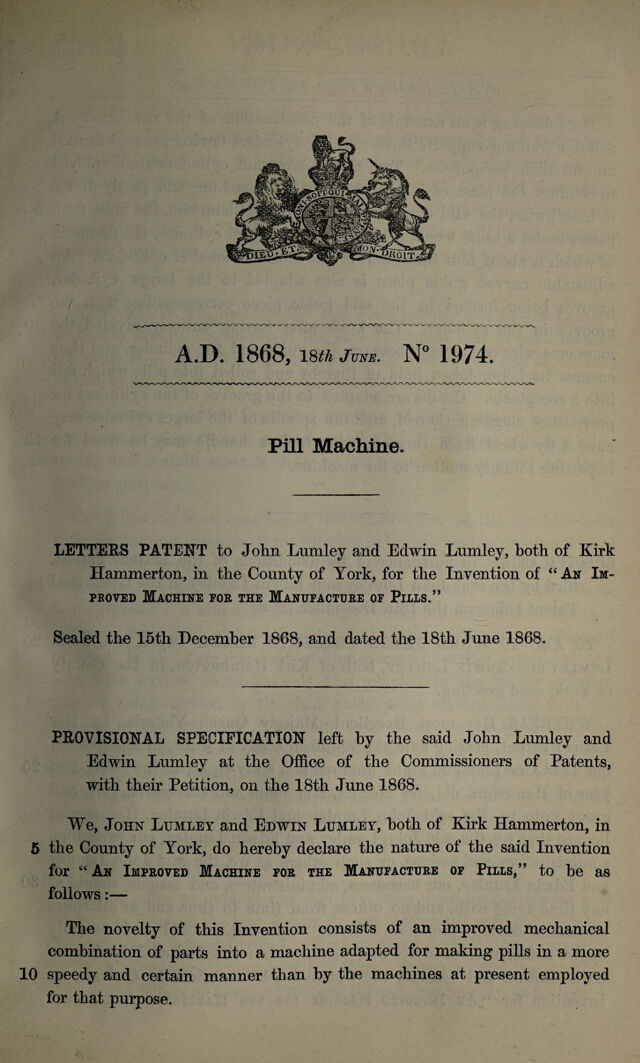 HONI SOIT QUI MAL
DIEU ET MON DROIT
A.D. 1868, 18th June. Nº 1974.
Pill Machine.
LETTERS PATENT to John Lumley and Edwin Lumley, both of Kirk
Hammerton, in the County of York, for the Invention of “An Im-
proved Machine for the Manufacture of Pills.”
Sealed the 15th December 1868, and dated the 18th June 1868.
PROVISIONAL SPECIFICATION left by the said John Lumley and
Edwin Lumley at the Office of the Commissioners of Patents,
with their Petition, on the 18th June 1868.
We, John Lumley and Edwin Lumley, both of Kirk Hammerton, in
5 the County of York, do hereby declare the nature of the said Invention
for “An Improved Machine for the Manufacture of Pills,” to be as
follows:—
The novelty of this Invention consists of an improved mechanical
combination of parts into a machine adapted for making pills in a more
10 speedy and certain manner than by the machines at present employed
for that purpose.